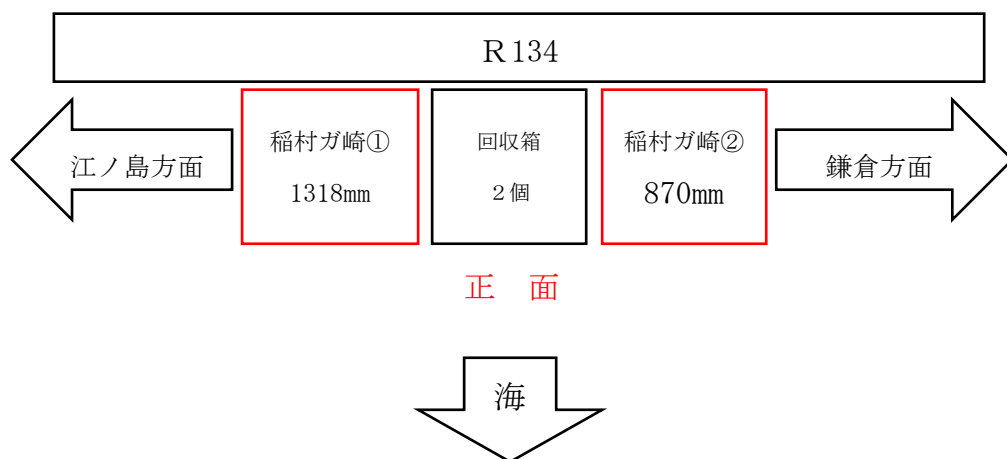 R134
稲村ガ崎①
1318mm
回収箱
２個
稲村ガ崎②
870mm
江ノ島方面
鎌倉方面
正　面
海